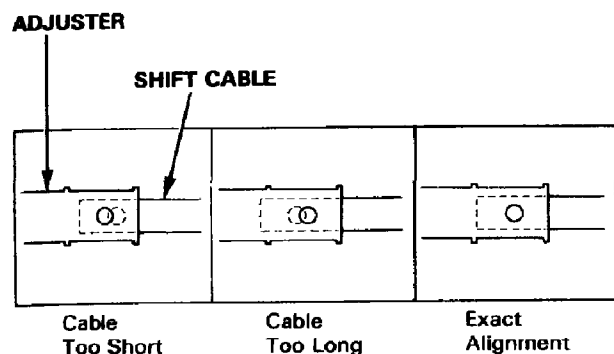 ADJUSTER
SHIFT CABLE
Cable
Too Short
Cable
Too Long
Exact
Alignment